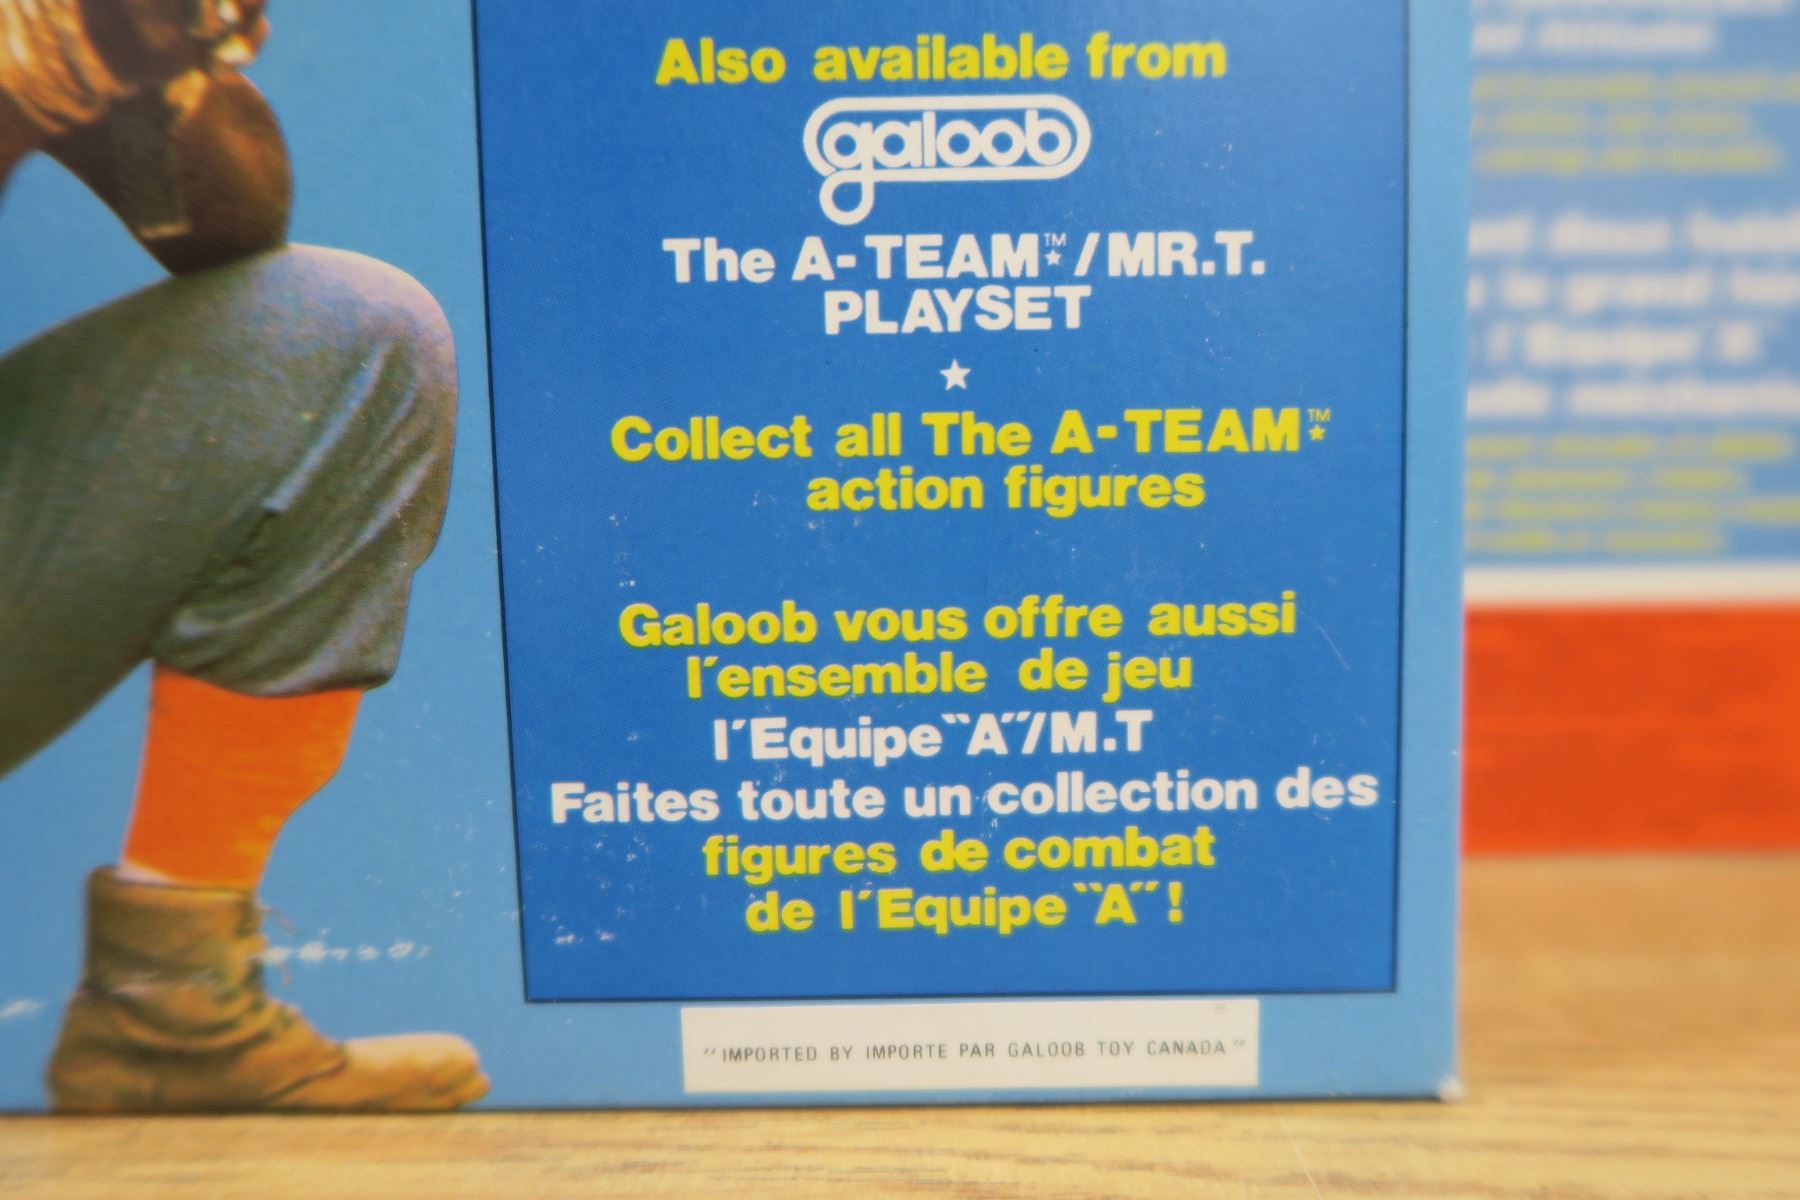 Also available from
galoob
The A-TEAM™★/MR.T.
PLAYSET
★
Collect all The A-TEAM™★
action figures
Galoob vous offre aussi
l´ensemble de jeu
l´Equipe ‶A″/M.T
Faites toute un collection des
figures de combat
de l´Equipe ‶A″!
"IMPORTED BY IMPORTE PAR GALOOB TOY CANADA"